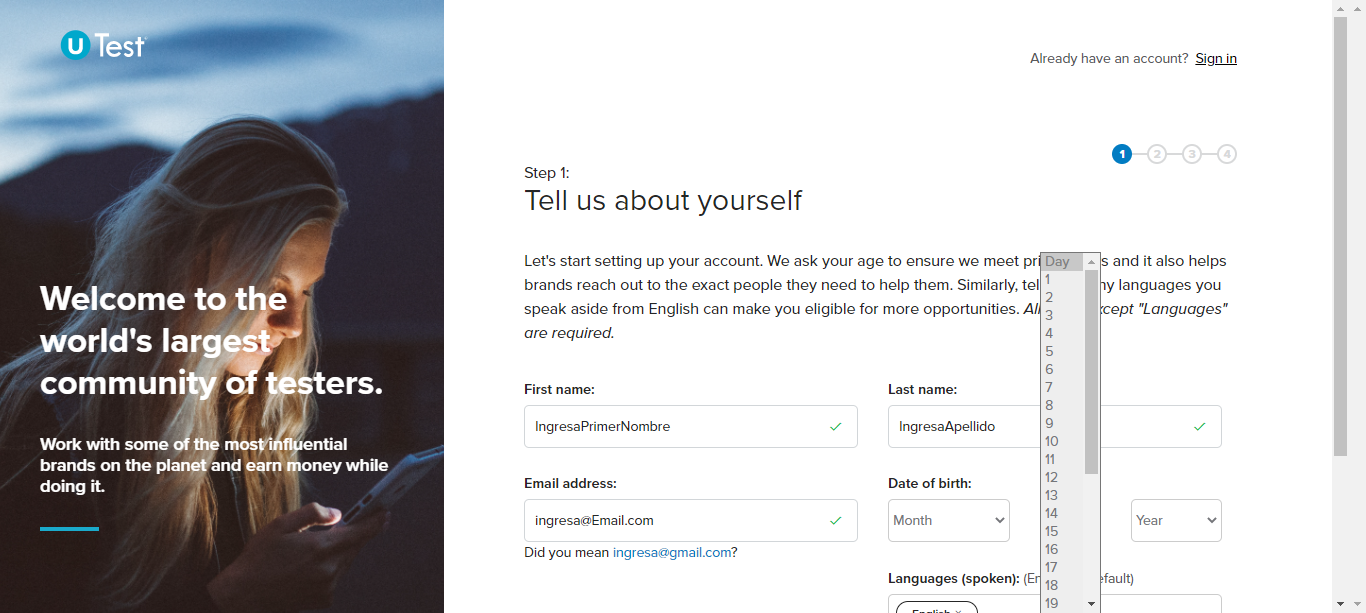 U Test
Already have an account? Sign in
1 2 3 4
Step 1:
Tell us about yourself
Welcome to the
world's largest
community of testers.
Work with some of the most influential
brands on the planet and earn money while
doing it.
Let's start setting up your account. We ask your age to ensure we meet pri s and it also helps
brands reach out to the exact people they need to help them. Similarly, tel ny languages you
speak aside from English can make you eligible for more opportunities. Al xcept "Languages"
are required.
First name:
IngresaPrimerNombre
Last name:
IngresaApellido
Email address:
ingresa@Email.com
Did you mean ingresa@gmail.com?
Date of birth:
Month
Day
1
2
3
4
5
6
7
8
9
10
11
12
13
14
15
16
17
18
19
Year
Languages (spoken): (En efault)
English ×